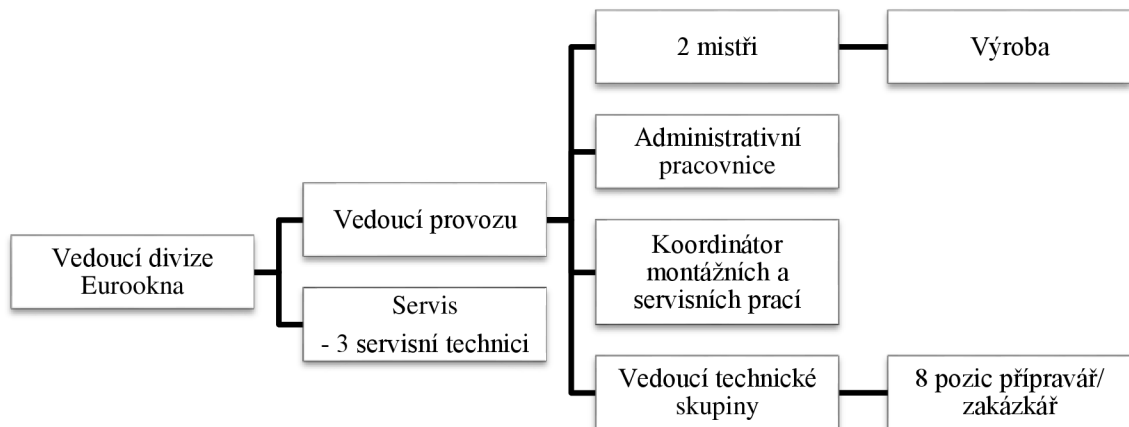 2 mistři
Výroba
Administrativní
pracovnice
Vedoucí provozu
Vedoucí divize
Eurookna
Koordinátor
montážních a
servisních prací
Servis
- 3 servisní technici
Vedoucí technické
skupiny
8 pozic přípravář/
zakázkář